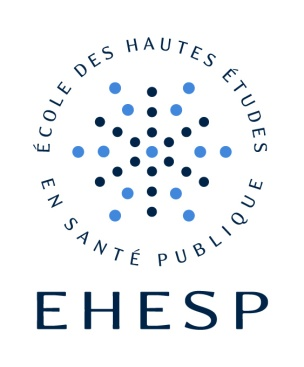 ÉCOLE DES HAUTES ÉTUDES
EN SANTÉ PUBLIQUE
EHESP